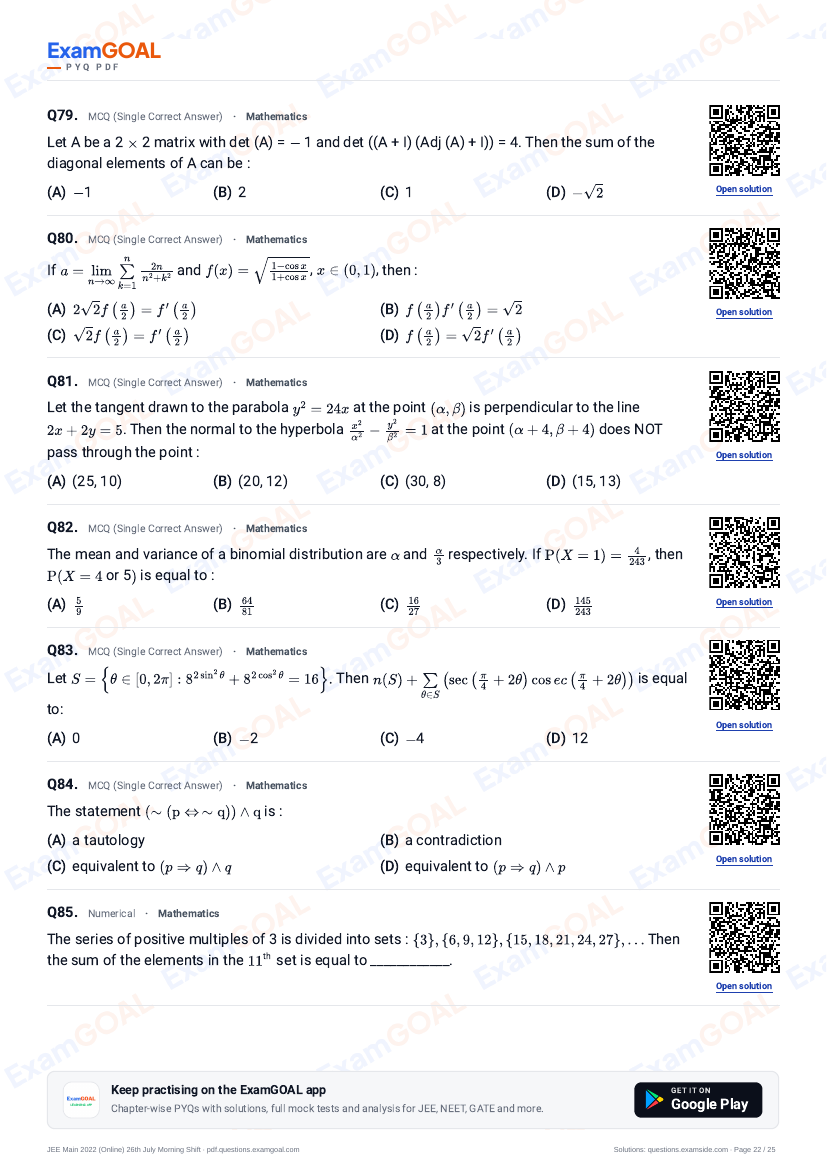 ExamGOAL
PYQ PDF
Q79. MCQ (Single Correct Answer) · Mathematics
Let A be a 2 × 2 matrix with det (A) = − 1 and det ((A + I) (Adj (A) + I)) = 4. Then the sum of the
diagonal elements of A can be :
(A) −1 (B) 2 (C) 1 (D) −√2
Open solution
Q80. MCQ (Single Correct Answer) · Mathematics
If a = lim_{n→∞} ∑_{k=1}^{n} 2n/(n²+k²) and f(x) = √((1−cos x)/(1+cos x)), x ∈ (0, 1), then :
(A) 2√2 f(a/2) = f′(a/2) (B) f(a/2) f′(a/2) = √2
(C) √2 f(a/2) = f′(a/2) (D) f(a/2) = √2 f′(a/2)
Open solution
Q81. MCQ (Single Correct Answer) · Mathematics
Let the tangent drawn to the parabola y² = 24x at the point (α, β) is perpendicular to the line
2x + 2y = 5. Then the normal to the hyperbola x²/α² − y²/β² = 1 at the point (α + 4, β + 4) does NOT
pass through the point :
(A) (25, 10) (B) (20, 12) (C) (30, 8) (D) (15, 13)
Open solution
Q82. MCQ (Single Correct Answer) · Mathematics
The mean and variance of a binomial distribution are α and α/3 respectively. If P(X = 1) = 4/243, then
P(X = 4 or 5) is equal to :
(A) 5/9 (B) 64/81 (C) 16/27 (D) 145/243
Open solution
Q83. MCQ (Single Correct Answer) · Mathematics
Let S = {θ ∈ [0, 2π] : 8^{2 sin² θ} + 8^{2 cos² θ} = 16}. Then n(S) + ∑_{θ∈S} (sec (π/4 + 2θ) cos ec (π/4 + 2θ)) is equal
to:
(A) 0 (B) −2 (C) −4 (D) 12
Open solution
Q84. MCQ (Single Correct Answer) · Mathematics
The statement (∼ (p ⇔∼ q)) ∧ q is :
(A) a tautology (B) a contradiction
(C) equivalent to (p ⇒ q) ∧ q (D) equivalent to (p ⇒ q) ∧ p
Open solution
Q85. Numerical · Mathematics
The series of positive multiples of 3 is divided into sets : {3}, {6, 9, 12}, {15, 18, 21, 24, 27}, . . . Then
the sum of the elements in the 11th set is equal to ___________.
Open solution
ExamGOAL
Keep practising on the ExamGOAL app
Chapter-wise PYQs with solutions, full mock tests and analysis for JEE, NEET, GATE and more.
GET IT ON
Google Play
JEE Main 2022 (Online) 26th July Morning Shift · pdf.questions.examgoal.com Solutions: questions.examside.com · Page 22 / 25